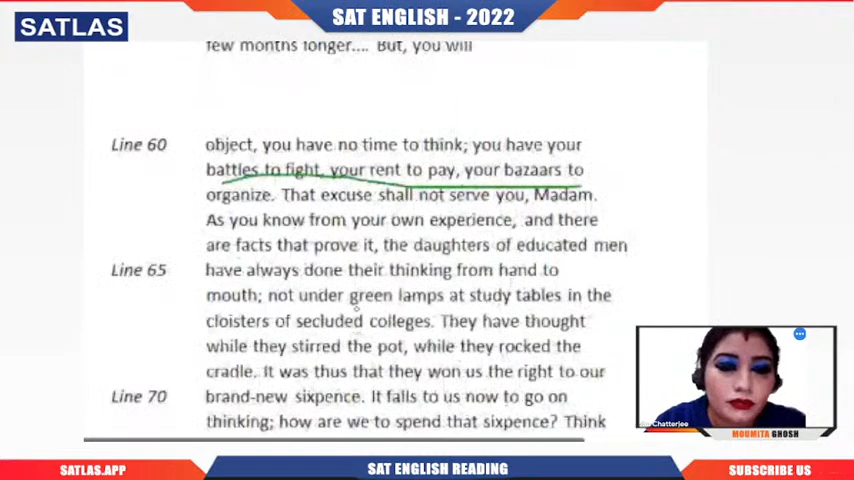 SATLAS
SAT ENGLISH - 2022
few months longer.... But, you will
Line 60
object, you have no time to think; you have your
battles to fight, your rent to pay, your bazaars to
organize. That excuse shall not serve you, Madam.
As you know from your own experience, and there
are facts that prove it, the daughters of educated men
Line 65
have always done their thinking from hand to
mouth; not under green lamps at study tables in the
cloisters of secluded colleges. They have thought
while they stirred the pot, while they rocked the
cradle. It was thus that they won us the right to our
Line 70
brand-new sixpence. It falls to us now to go on
thinking; how are we to spend that sixpence? Think
Chatterjee
MOUMITA GHOSH
SATLAS.APP
SAT ENGLISH READING
SUBSCRIBE US